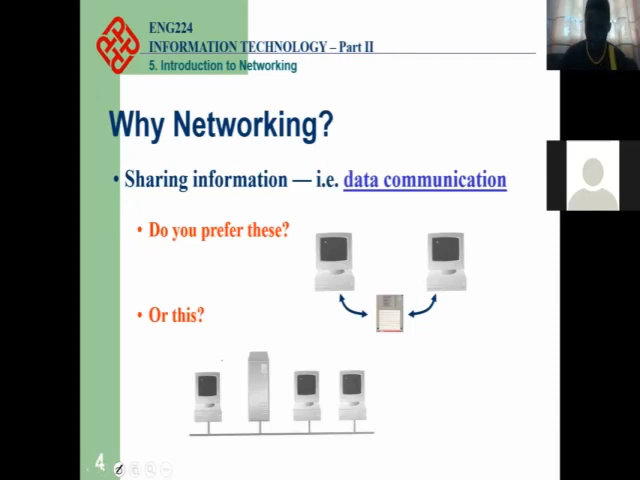 ENG224
INFORMATION TECHNOLOGY – Part II
5. Introduction to Networking
Why Networking?
• Sharing information — i.e. data communication
• Do you prefer these?
• Or this?
4